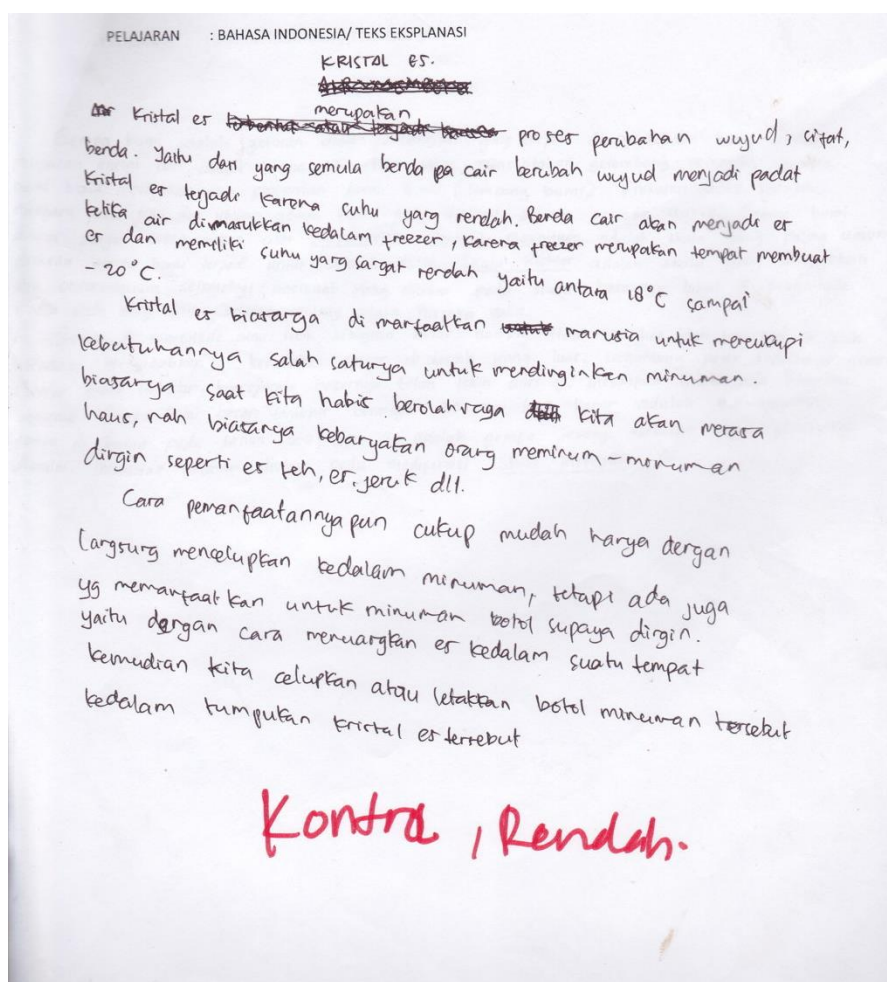 PELAJARAN : BAHASA INDONESIA/ TEKS EKSPLANASI
KRISTAL ES.
merupakan
Kristal es proses perubahan wujud, sifat,
benda. Yaitu dari yang semula benda pa cair berubah wujud menjadi padat
Kristal es terjadi karena suhu yang rendah. Benda cair akan menjadi es
ketika air dimasukkan kedalam freezer, karena freezer merupakan tempat membuat
es dan memiliki suhu yang sangat rendah yaitu antara 18°C sampai
-20°C.
Kristal es biasanya di manfaatkan manusia untuk mencukupi
kebutuhannya salah satunya untuk mendinginkan minuman.
biasanya saat kita habis berolahraga kita akan merasa
haus, nah biasanya kebanyakan orang meminum-minuman
dingin seperti es teh, es jeruk dll.
Cara pemanfaatannya pun cukup mudah hanya dengan
langsung mencelupkan kedalam minuman, tetapi ada juga
yg memanfaatkan untuk minuman botol supaya dingin.
yaitu dengan cara menuangkan es kedalam suatu tempat
kemudian kita celupkan atau letakkan botol minuman tersebut
kedalam tumpukan kristal es tersebut
Kontra, Rendah.